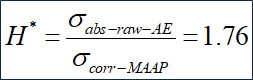 H* = σabs−raw−AE / σcorr−MAAP = 1.76